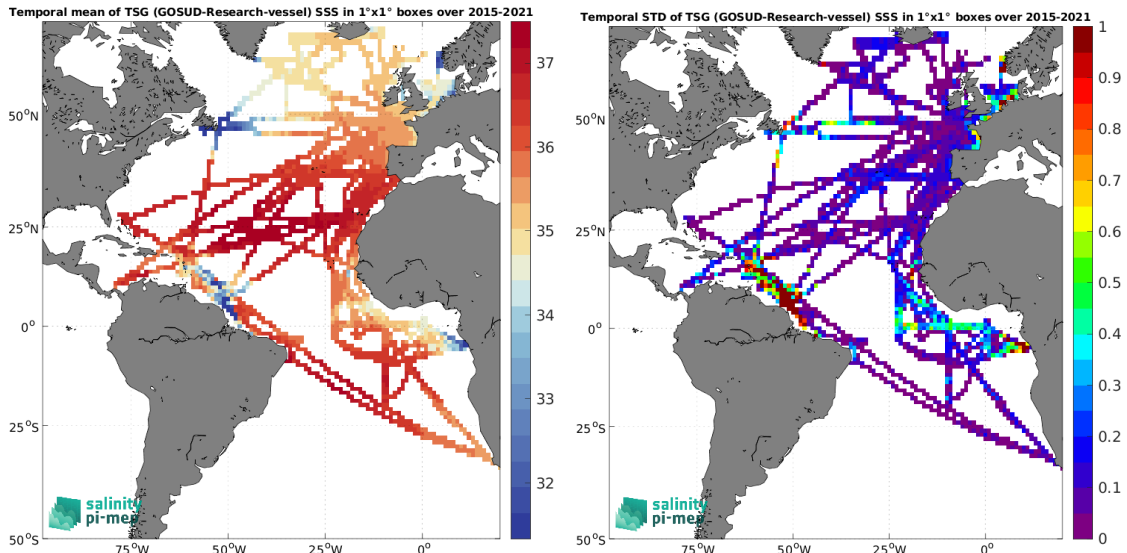 Temporal mean of TSG (GOSUD-Research-vessel) SSS in 1°x1° boxes over 2015-2021
37
36
35
34
33
32
50°N
25°N
0°
25°S
50°S
75°W
50°W
25°W
0°
salinity
pi-mep
Temporal STD of TSG (GOSUD-Research-vessel) SSS in 1°x1° boxes over 2015-2021
1
0.9
0.8
0.7
0.6
0.5
0.4
0.3
0.2
0.1
0
50°N
25°N
0°
25°S
50°S
75°W
50°W
25°W
0°
salinity
pi-mep